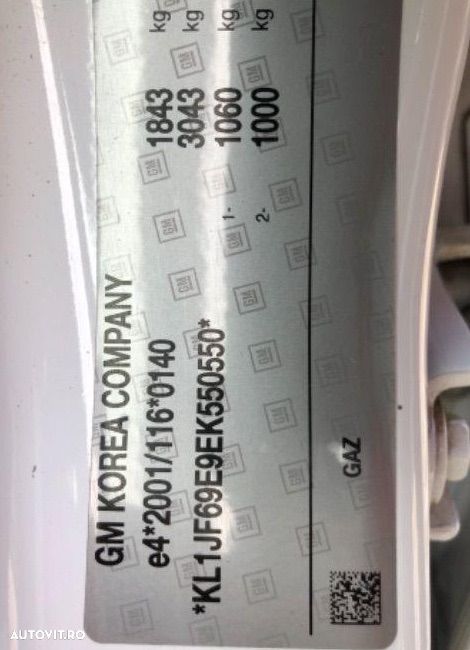 GM KOREA COMPANY
e4*2001/116*0140 1843 kg
*KL1JF69E9EK550550* 3043 kg
1- 1060 kg
2- 1000 kg
GAZ
AUTOVIT.RO